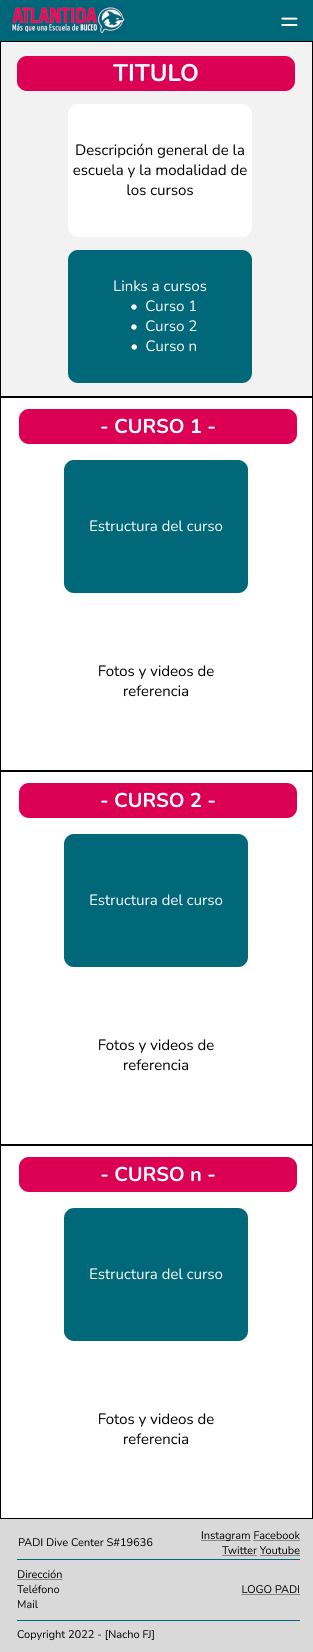 ATLANTIDA
Más que una Escuela de BUCEO
TITULO
Descripción general de la
escuela y la modalidad de
los cursos
Links a cursos
• Curso 1
• Curso 2
• Curso n
- CURSO 1 -
Estructura del curso
Fotos y videos de
referencia
- CURSO 2 -
Estructura del curso
Fotos y videos de
referencia
- CURSO n -
Estructura del curso
Fotos y videos de
referencia
PADI Dive Center S#19636
Instagram Facebook
Twitter Youtube
Dirección
Teléfono
Mail
LOGO PADI
Copyright 2022 - [Nacho FJ]